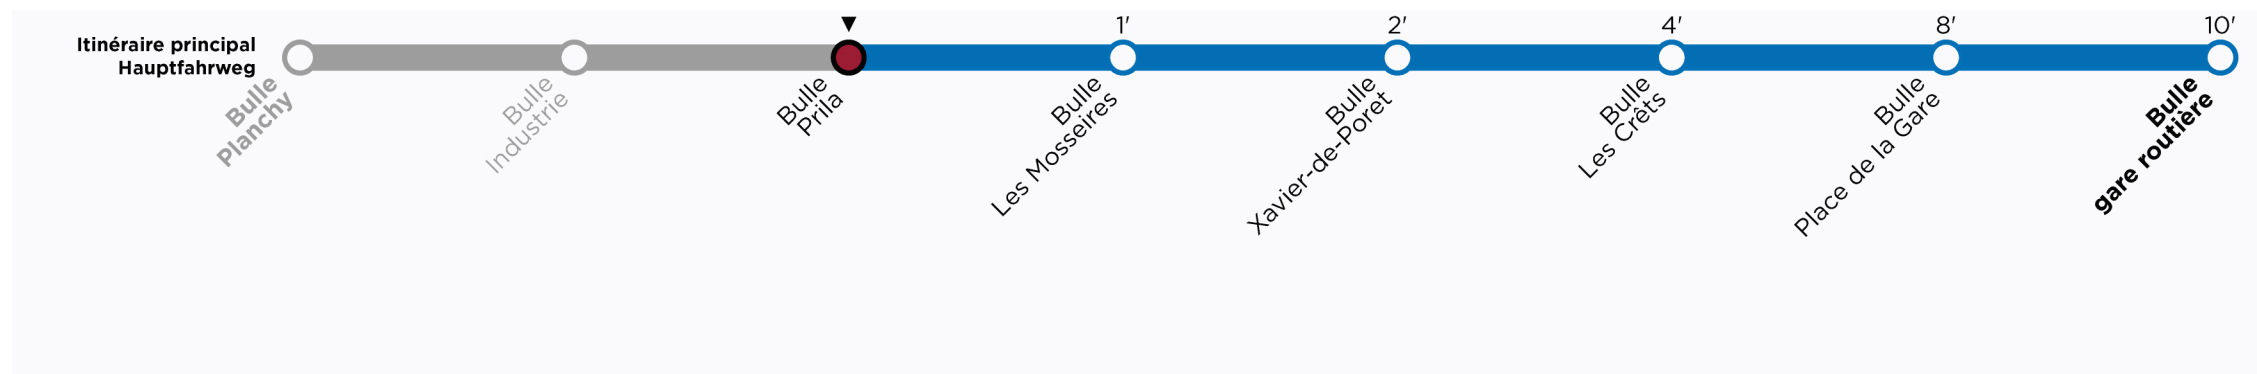 ▼ 1' 2' 4' 8' 10'
Itinéraire principal
Hauptfahrweg
Bulle
Planchy
Bulle
Industrie
Bulle
Prila
Bulle
Les Mosseires
Bulle
Xavier-de-Poret
Bulle
Les Crêts
Bulle
Place de la Gare
Bulle
gare routière